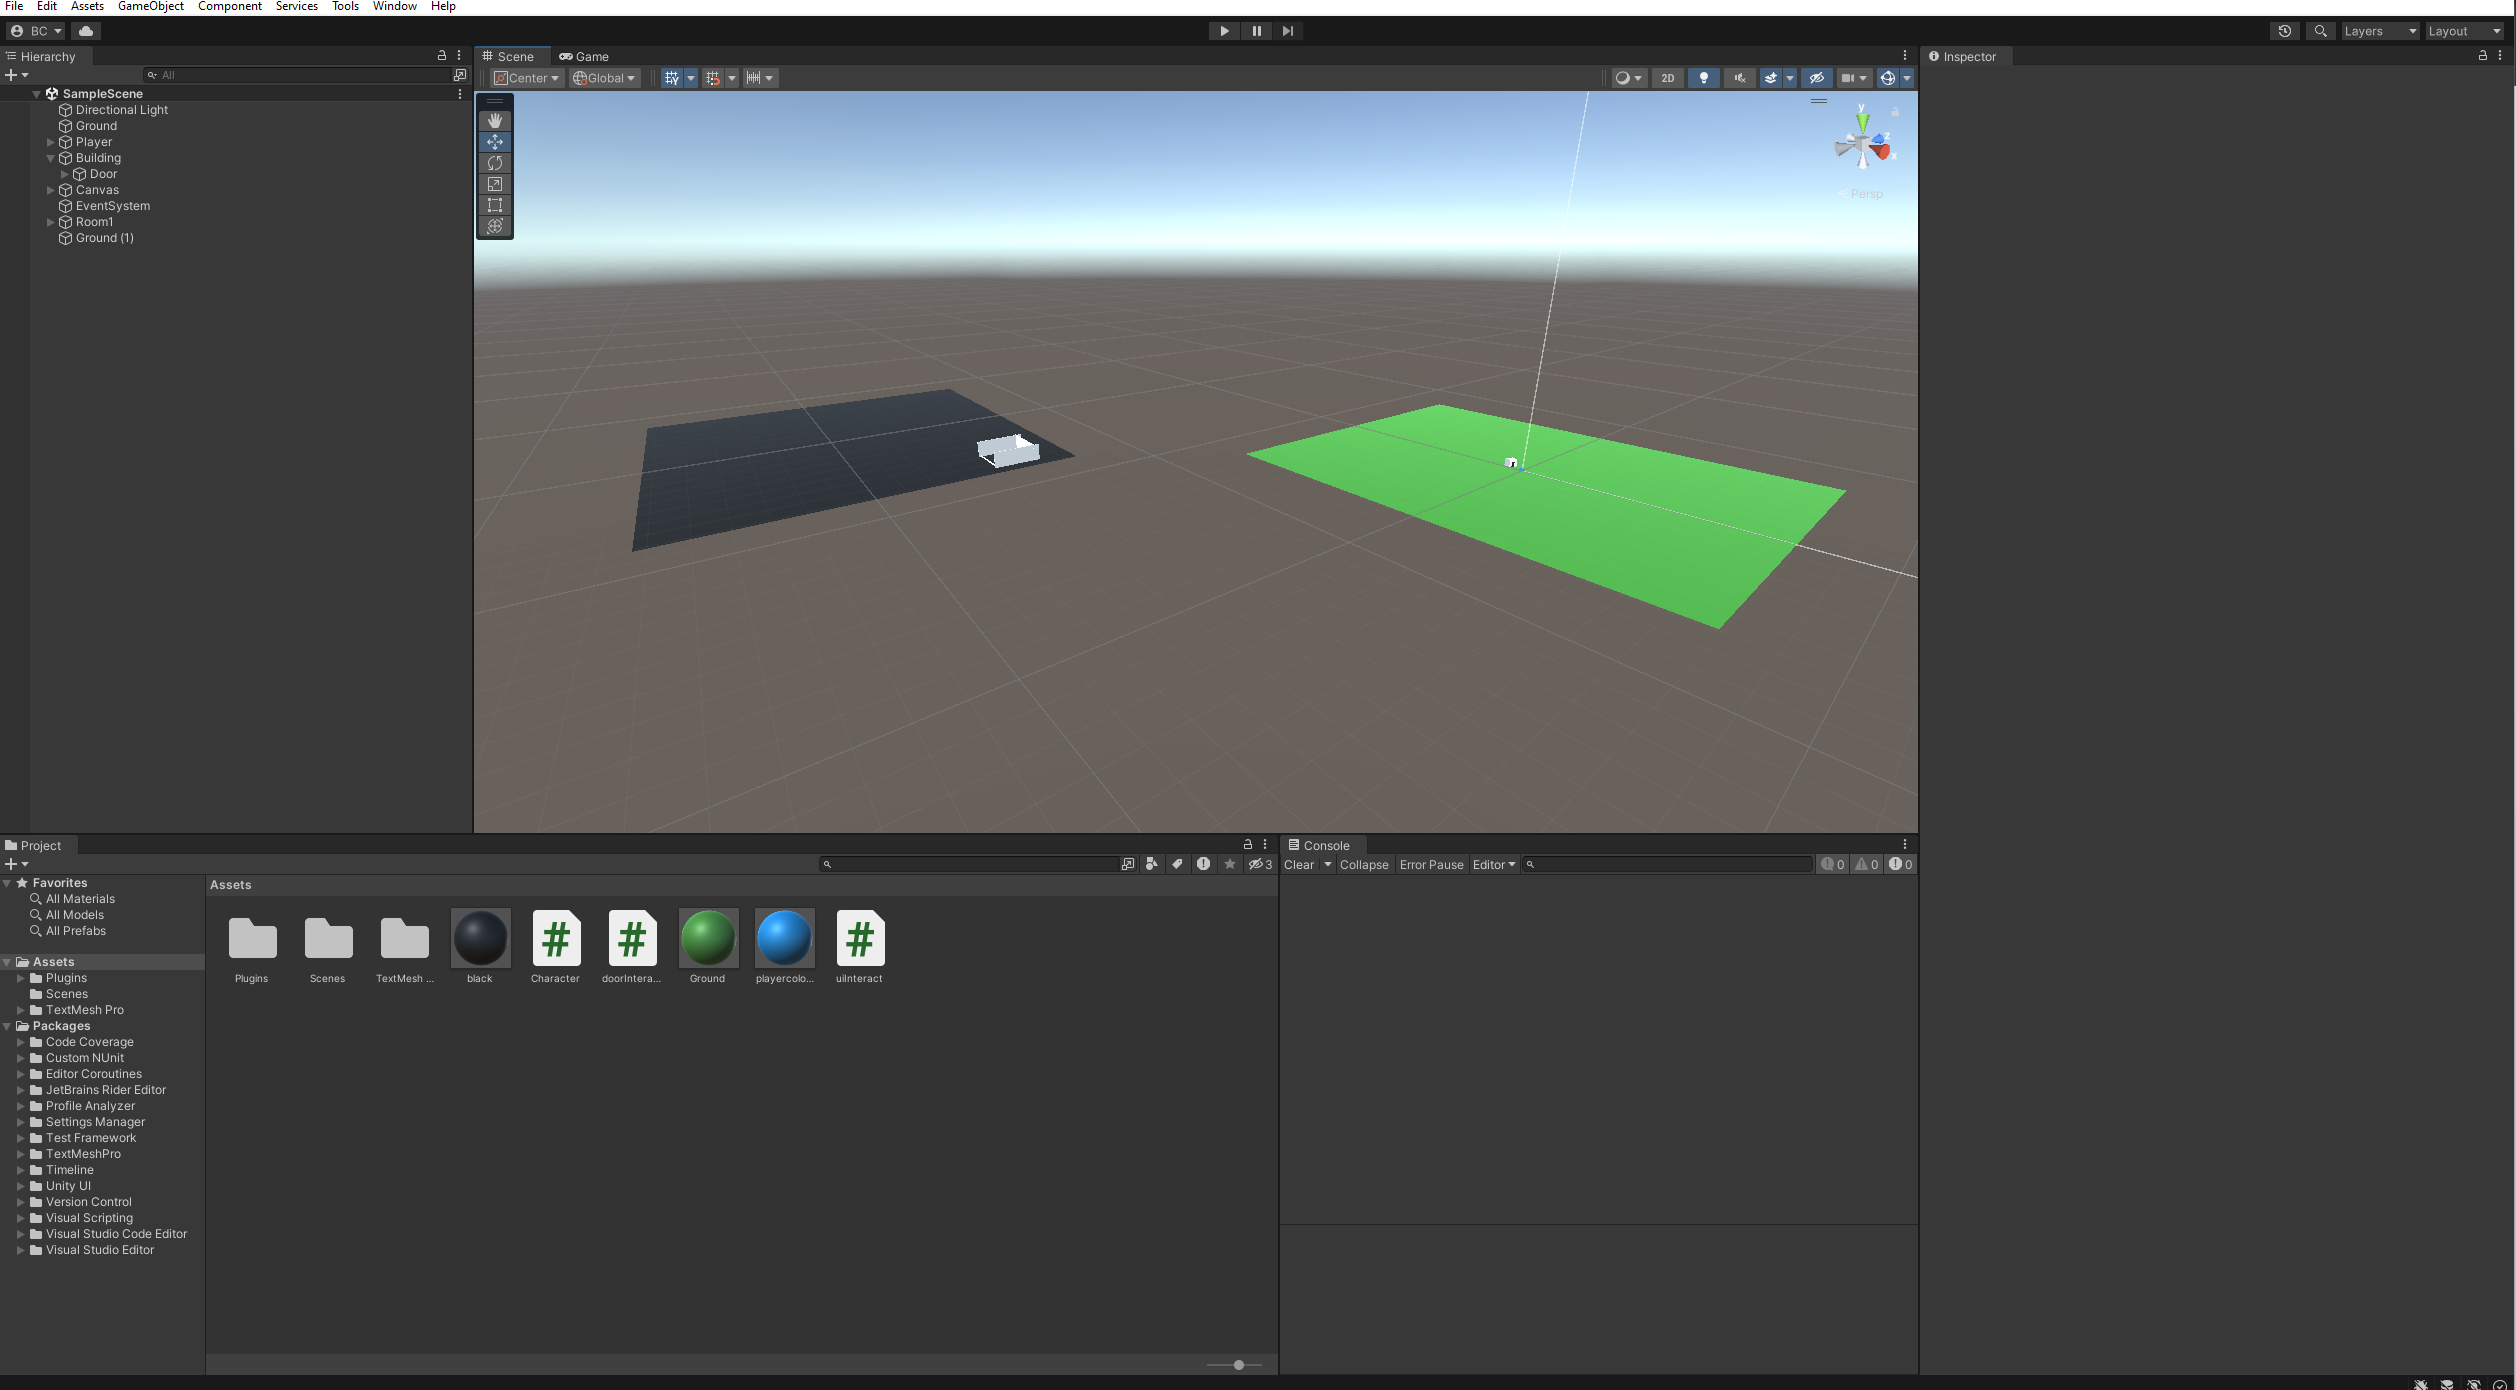 File Edit Assets GameObject Component Services Tools Window Help
BC Layers Layout
Hierarchy
All
SampleScene
Directional Light
Ground
Player
Building
Door
Canvas
EventSystem
Room1
Ground (1)
Scene Game
Center Global 2D
y
z
x
Persp
Inspector
Project
3
Favorites
All Materials
All Models
All Prefabs
Assets
Plugins
Scenes
TextMesh Pro
Packages
Code Coverage
Custom NUnit
Editor Coroutines
JetBrains Rider Editor
Profile Analyzer
Settings Manager
Test Framework
TextMeshPro
Timeline
Unity UI
Version Control
Visual Scripting
Visual Studio Code Editor
Visual Studio Editor
Assets
# # #
Plugins Scenes TextMesh ... black Character doorIntera... Ground playercolo... uiInteract
Console
Clear Collapse Error Pause Editor 0 0 0